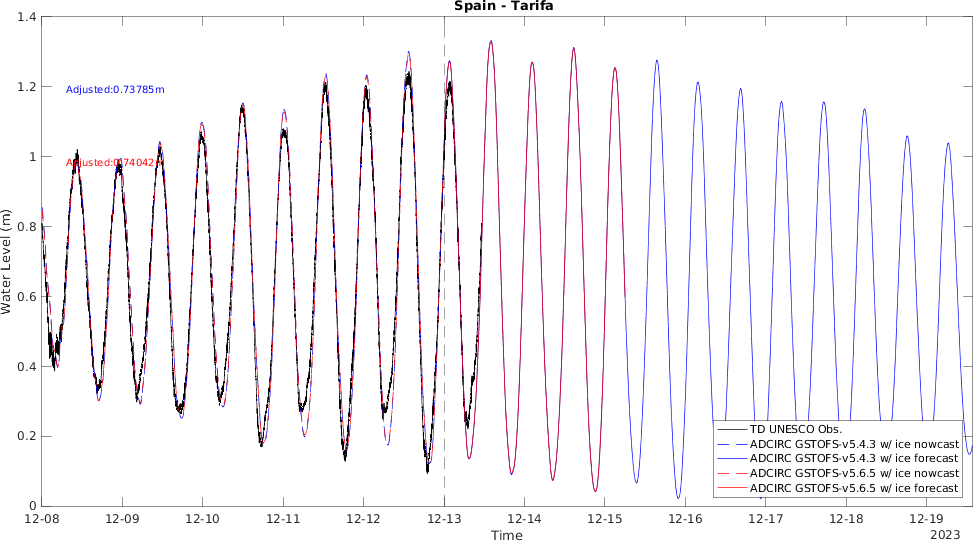 Spain - Tarifa
1.4
1.2
1
0.8
0.6
0.4
0.2
0
Water Level (m)
Adjusted:0.73785m
Adjusted:0.74042m
TD UNESCO Obs.
ADCIRC GSTOFS-v5.4.3 w/ ice nowcast
ADCIRC GSTOFS-v5.4.3 w/ ice forecast
ADCIRC GSTOFS-v5.6.5 w/ ice nowcast
ADCIRC GSTOFS-v5.6.5 w/ ice forecast
12-08 12-09 12-10 12-11 12-12 12-13 12-14 12-15 12-16 12-17 12-18 12-19
Time
2023